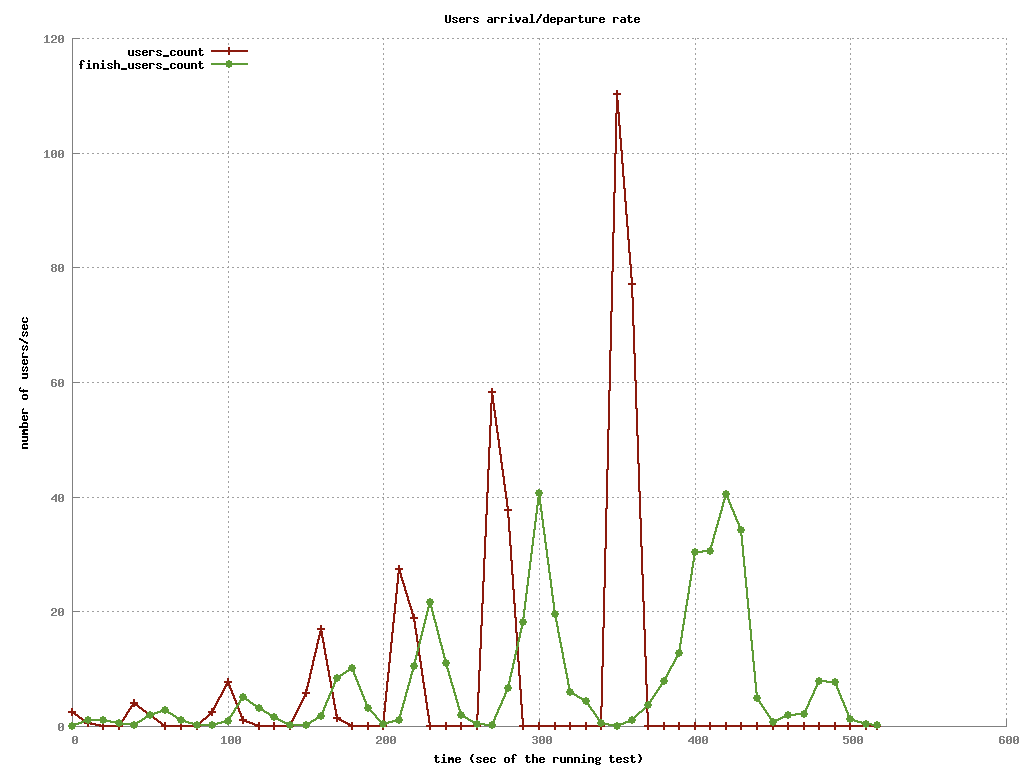 Users arrival/departure rate
users_count
finish_users_count
120
100
80
60
40
20
0
number of users/sec
0 100 200 300 400 500 600
time (sec of the running test)